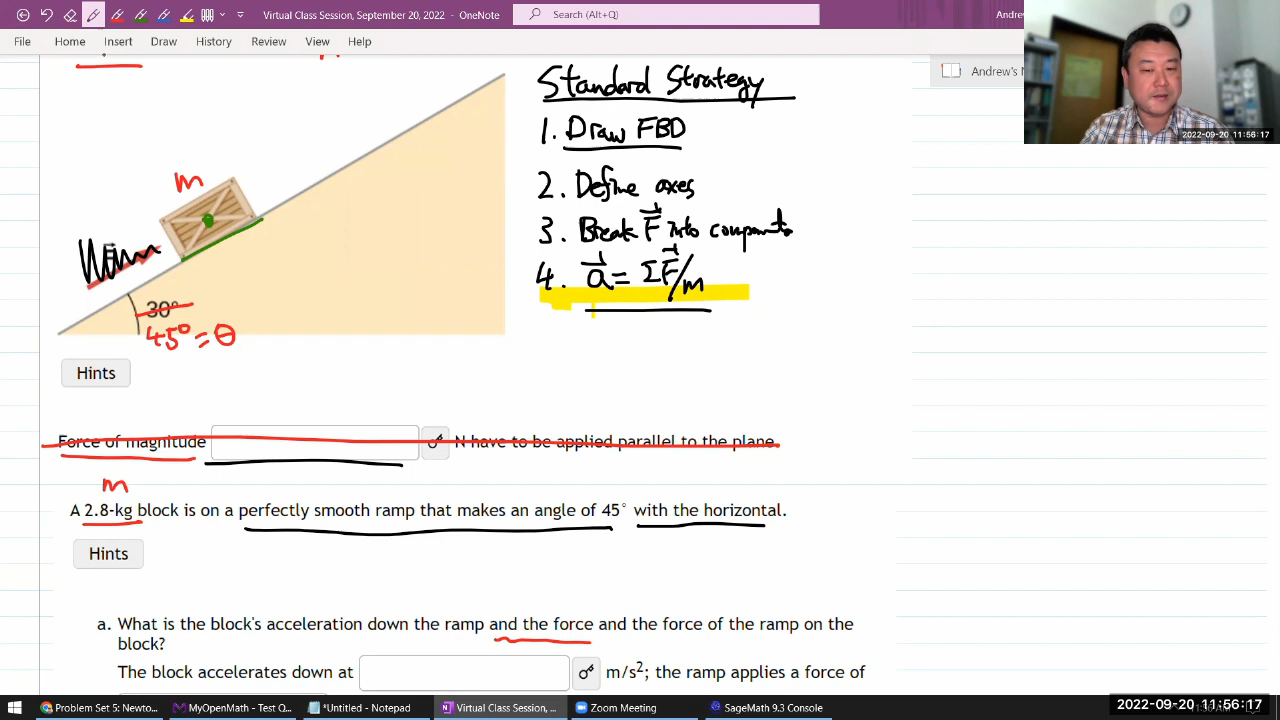 Virtual Class Session, September 20, 2022 - OneNote
Search (Alt+Q)
Andrew
File Home Insert Draw History Review View Help
Andrew's N
2022-09-20 11:56:17
Standard Strategy
1. Draw FBD
2. Define axes
3. Break F into components
4. a = ΣF/m
m
30°
45° = θ
Hints
Force of magnitude N have to be applied parallel to the plane.
m
A 2.8-kg block is on a perfectly smooth ramp that makes an angle of 45° with the horizontal.
Hints
a. What is the block's acceleration down the ramp and the force and the force of the ramp on the
block?
The block accelerates down at m/s²; the ramp applies a force of
Problem Set 5: Newto... MyOpenMath - Test Q... *Untitled - Notepad Virtual Class Session, ... Zoom Meeting SageMath 9.3 Console
2022-09-20 11:56:17